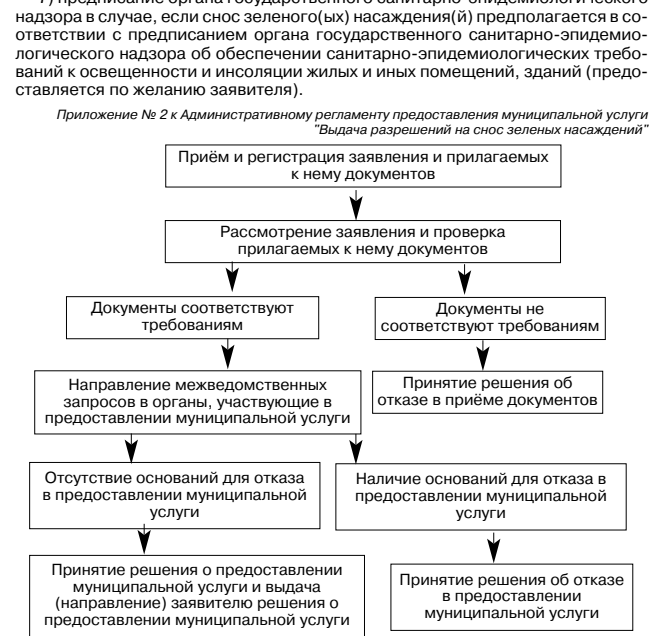 7) предписание органа государственного санитарно-эпидемиологического
надзора в случае, если снос зеленого(ых) насаждения(й) предполагается в со-
ответствии с предписанием органа государственного санитарно-эпидемио-
логического надзора об обеспечении санитарно-эпидемиологических требо-
ваний к освещенности и инсоляции жилых и иных помещений, зданий (предо-
ставляется по желанию заявителя).
Приложение № 2 к Административному регламенту предоставления муниципальной услуги
"Выдача разрешений на снос зеленых насаждений"
Приём и регистрация заявления и прилагаемых
к нему документов
Рассмотрение заявления и проверка
прилагаемых к нему документов
Документы соответствуют
требованиям
Документы не
соответствуют требованиям
Направление межведомственных
запросов в органы, участвующие в
предоставлении муниципальной услуги
Принятие решения об
отказе в приёме документов
Отсутствие оснований для отказа
в предоставлении муниципальной
услуги
Наличие оснований для отказа в
предоставлении муниципальной
услуги
Принятие решения о предоставлении
муниципальной услуги и выдача
(направление) заявителю решения о
предоставлении муниципальной услуги
Принятие решения об отказе
в предоставлении
муниципальной услуги